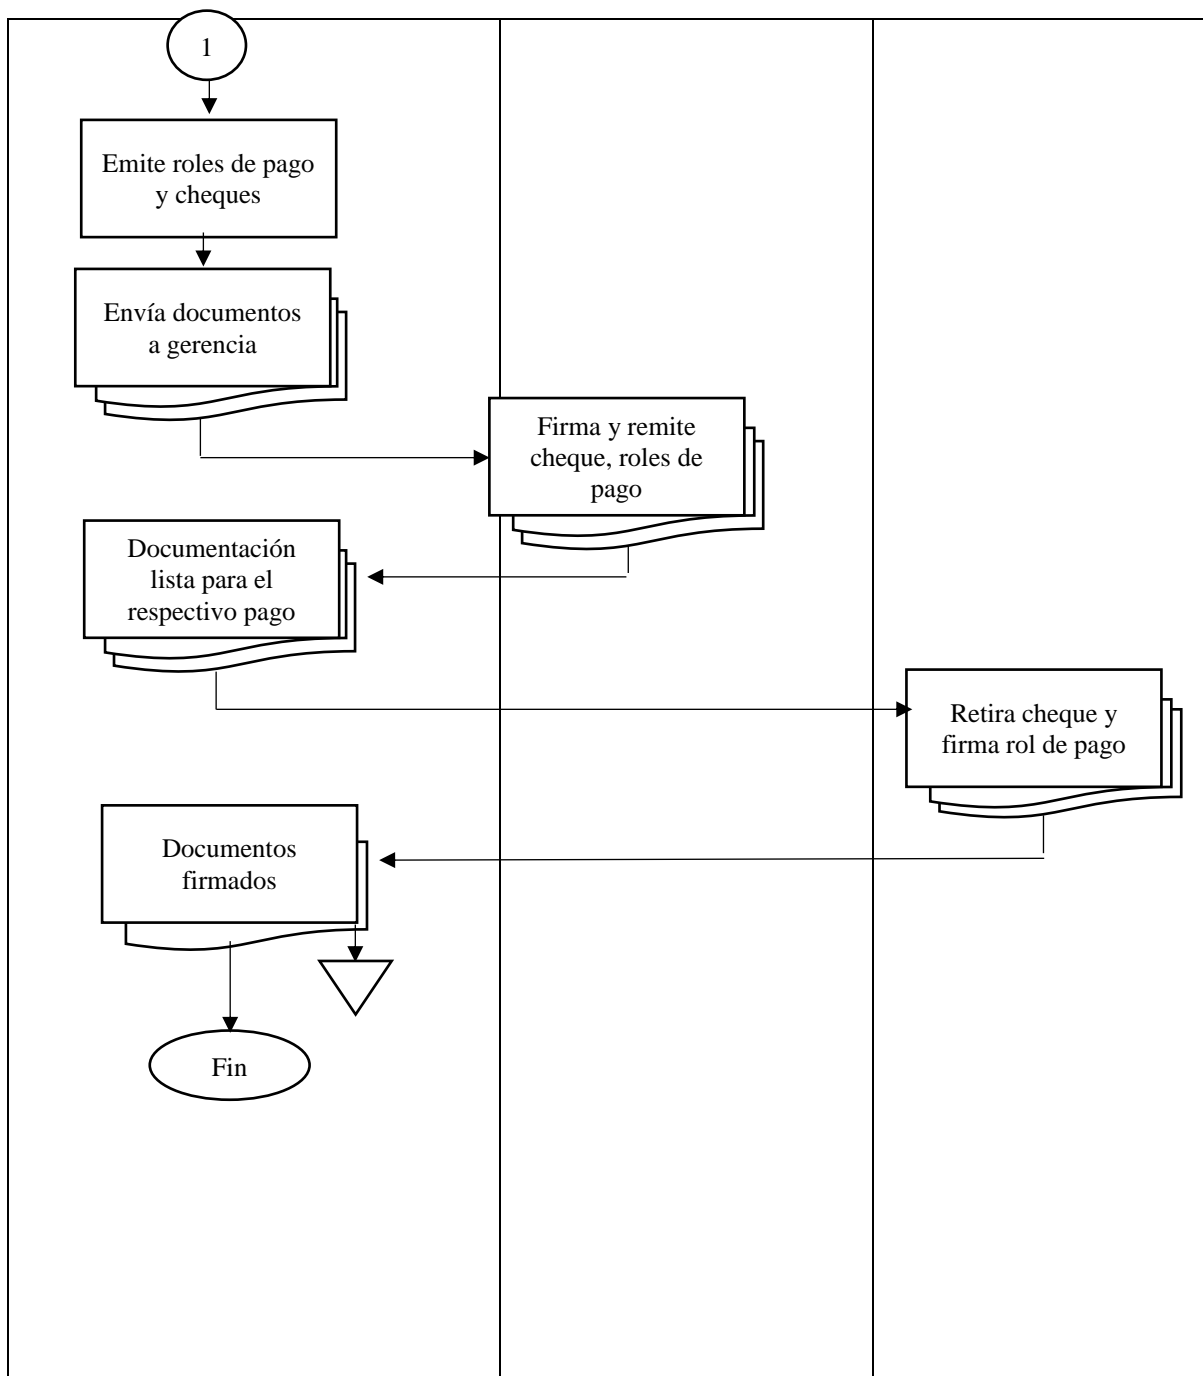 1
Emite roles de pago
y cheques
Envía documentos
a gerencia
Firma y remite
cheque, roles de
pago
Documentación
lista para el
respectivo pago
Retira cheque y
firma rol de pago
Documentos
firmados
Fin